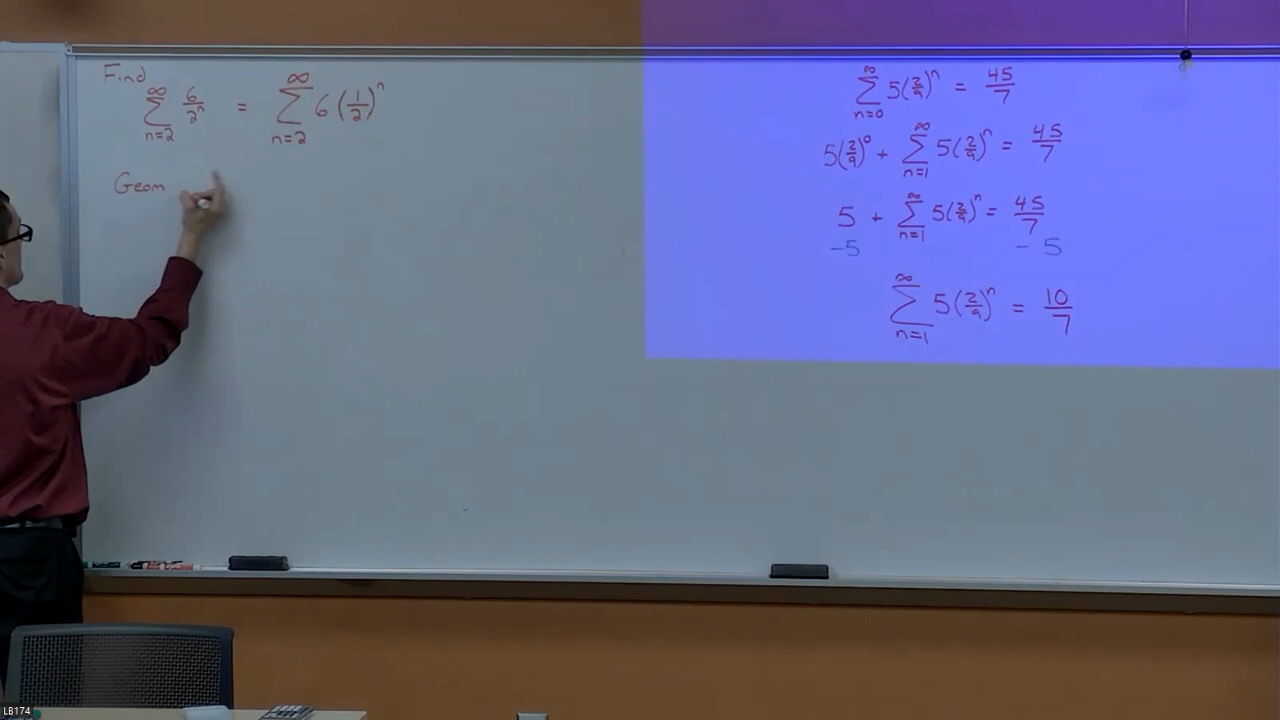 Find
∞ ∑ n=2 6/2ⁿ = ∞ ∑ n=2 6(1/2)ⁿ
Geom
∞ ∑ n=0 5(2/9)ⁿ = 45/7
5(2/9)⁰ + ∞ ∑ n=1 5(2/9)ⁿ = 45/7
5 + ∞ ∑ n=1 5(2/9)ⁿ = 45/7
-5 - 5
∞ ∑ n=1 5(2/9)ⁿ = 10/7
LB174